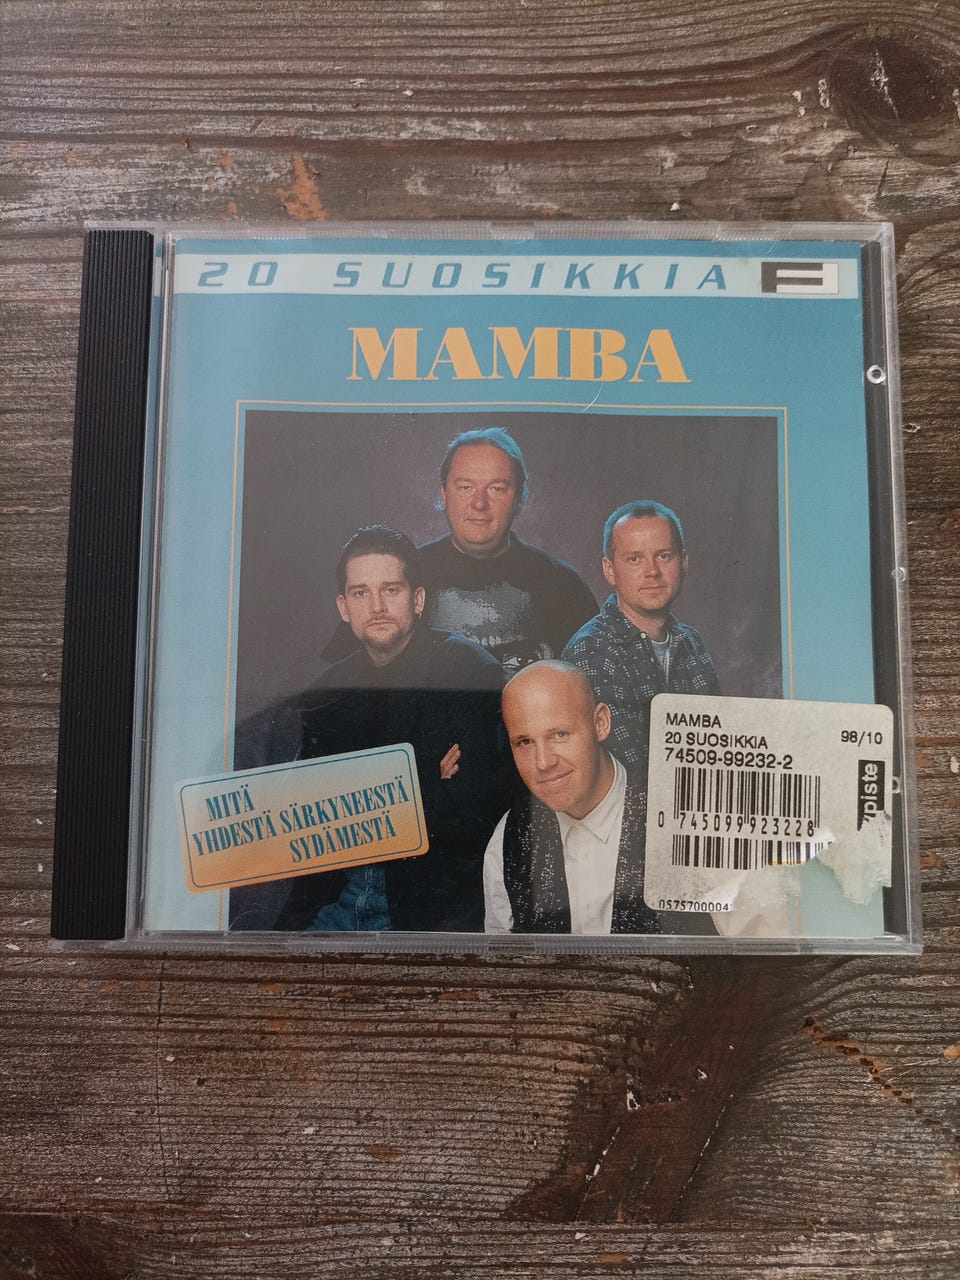 20 SUOSIKKIA F
MAMBA
MITÄ
YHDESTÄ SÄRKYNEESTÄ
SYDÄMESTÄ
MAMBA
20 SUOSIKKIA 98/10
74509-99232-2
0 745099 923228